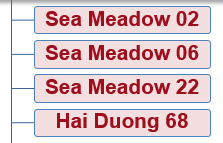 Sea Meadow 02
Sea Meadow 06
Sea Meadow 22
Hai Duong 68